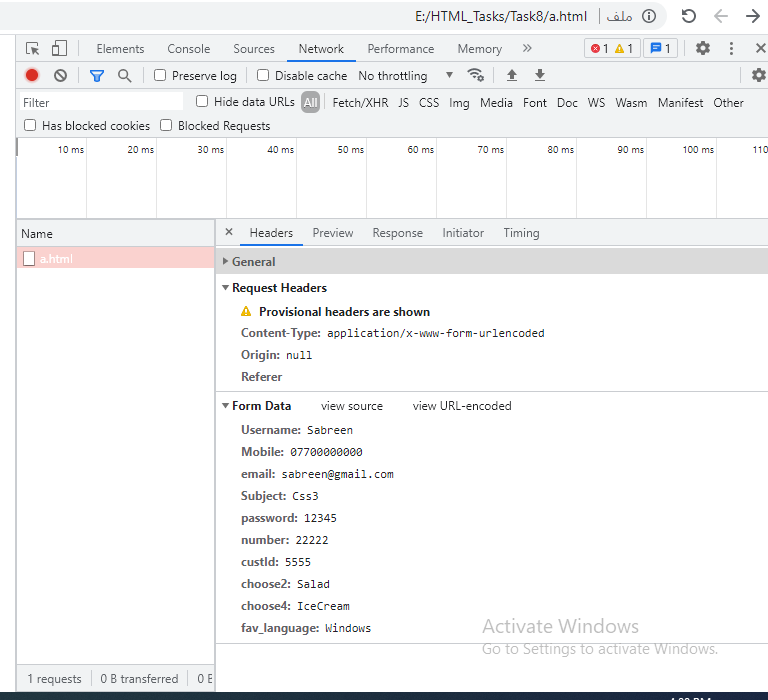 E:/HTML_Tasks/Task8/a.html | ملف
Elements Console Sources Network Performance Memory » 1 1 1
Preserve log Disable cache No throttling
Filter Hide data URLs All Fetch/XHR JS CSS Img Media Font Doc WS Wasm Manifest Other
Has blocked cookies Blocked Requests
10 ms 20 ms 30 ms 40 ms 50 ms 60 ms 70 ms 80 ms 90 ms 100 ms 110
Name
a.html
1 requests 0 B transferred 0 B
Headers Preview Response Initiator Timing
General
Request Headers
Provisional headers are shown
Content-Type: application/x-www-form-urlencoded
Origin: null
Referer
Form Data view source view URL-encoded
Username: Sabreen
Mobile: 07700000000
email: sabreen@gmail.com
Subject: Css3
password: 12345
number: 22222
custId: 5555
choose2: Salad
choose4: IceCream
fav_language: Windows
Activate Windows
Go to Settings to activate Windows.